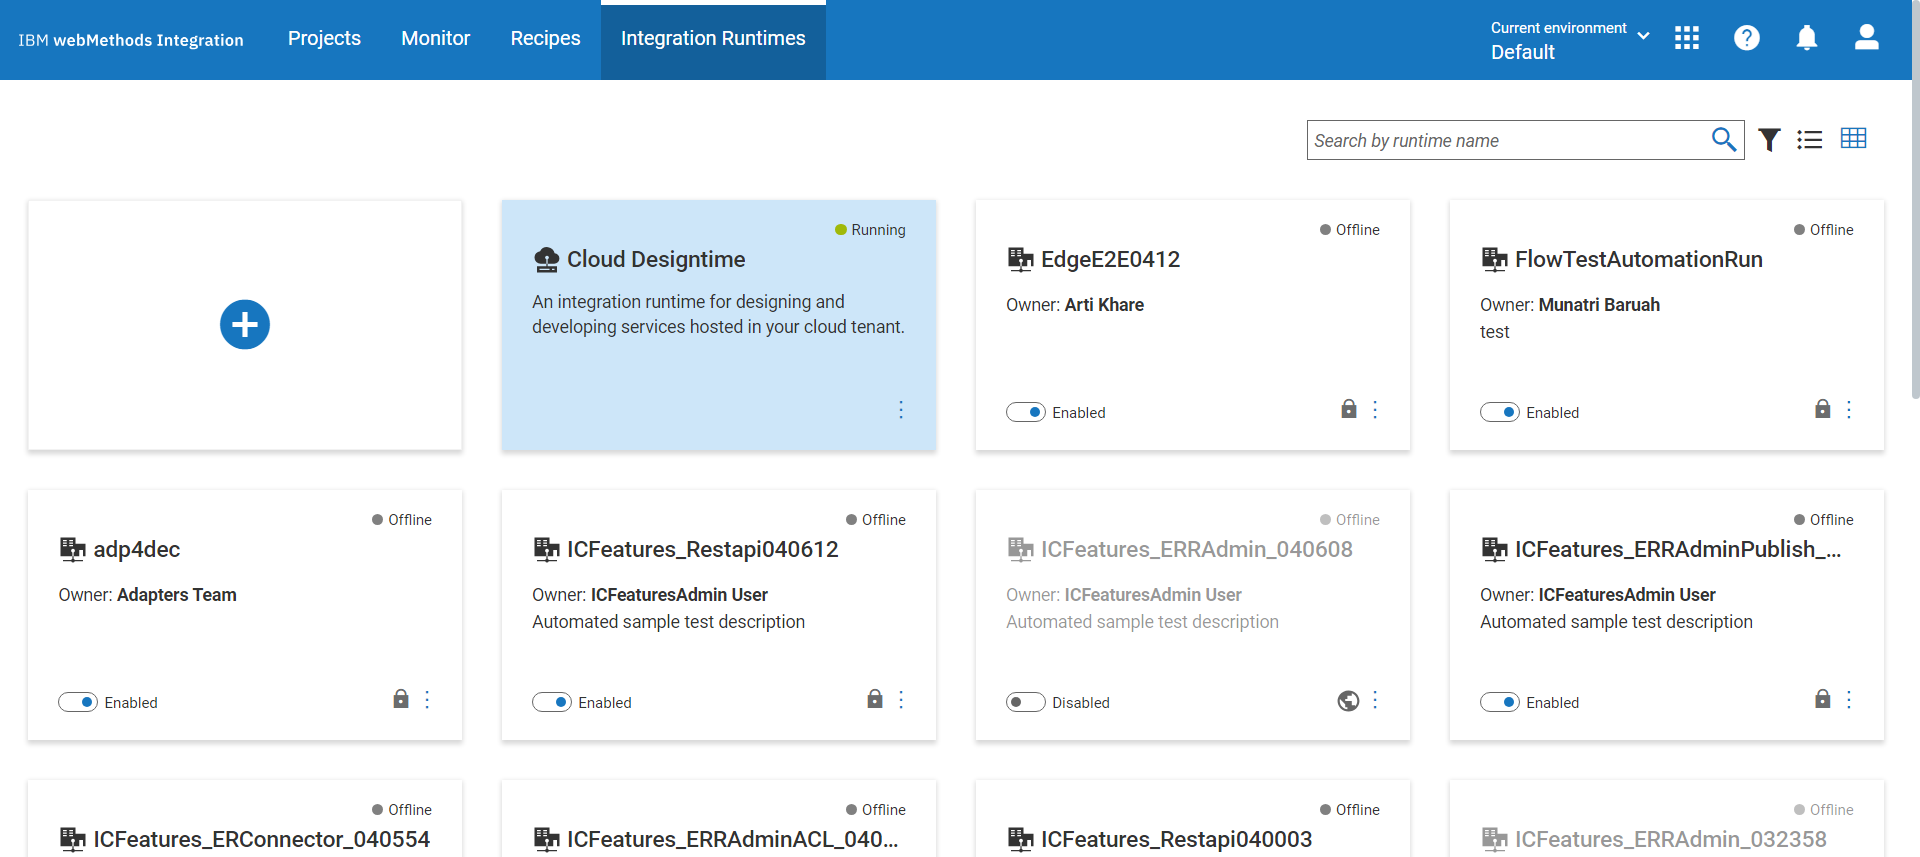 IBM webMethods Integration
Projects
Monitor
Recipes
Integration Runtimes
Current environment
Default
Search by runtime name
Running
Cloud Designtime
An integration runtime for designing and
developing services hosted in your cloud tenant.
Offline
EdgeE2E0412
Owner: Arti Khare
Enabled
Offline
FlowTestAutomationRun
Owner: Munatri Baruah
test
Enabled
Offline
adp4dec
Owner: Adapters Team
Enabled
Offline
ICFeatures_Restapi040612
Owner: ICFeaturesAdmin User
Automated sample test description
Enabled
Offline
ICFeatures_ERRAdmin_040608
Owner: ICFeaturesAdmin User
Automated sample test description
Disabled
Offline
ICFeatures_ERRAdminPublish_...
Owner: ICFeaturesAdmin User
Automated sample test description
Enabled
Offline
ICFeatures_ERConnector_040554
Offline
ICFeatures_ERRAdminACL_040...
Offline
ICFeatures_Restapi040003
Offline
ICFeatures_ERRAdmin_032358